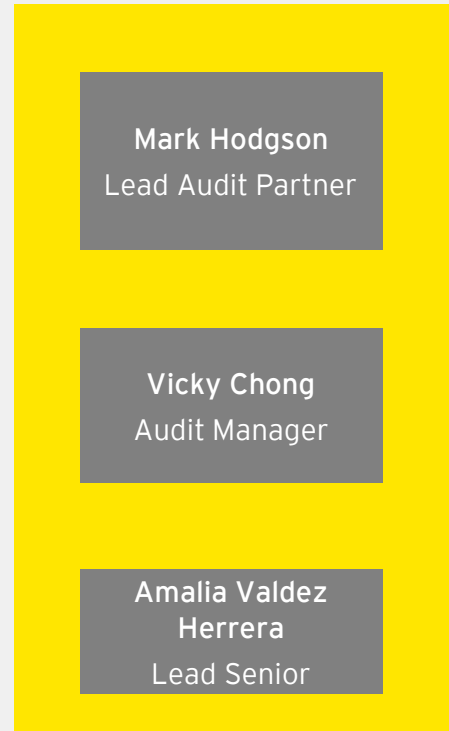 Mark Hodgson
Lead Audit Partner
Vicky Chong
Audit Manager
Amalia Valdez
Herrera
Lead Senior